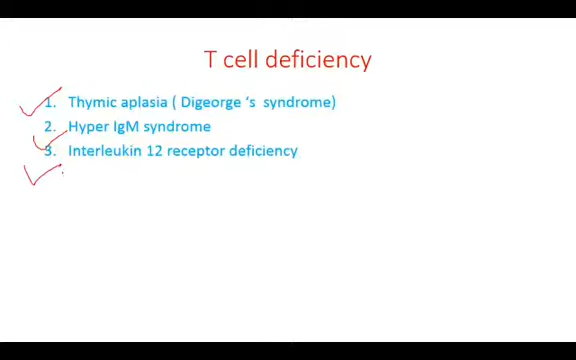 T cell deficiency
1. Thymic aplasia ( Digeorge 's syndrome)
2. Hyper IgM syndrome
3. Interleukin 12 receptor deficiency